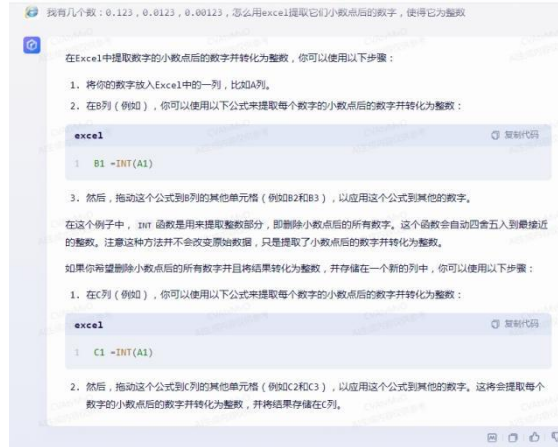 我有几个数：0.123，0.0123，0.00123，怎么用excel提取它们小数点后的数字，使得它为整数
在Excel中提取数字的小数点后的数字并转化为整数，你可以使用以下步骤：
1. 将你的数字放入Excel中的一列，比如A列。
2. 在B列（例如），你可以使用以下公式来提取每个数字的小数点后的数字并转化为整数：
excel 复制代码
1 B1 =INT(A1)
3. 然后，拖动这个公式到B列的其他单元格（例如B2和B3），以应用这个公式到其他的数字。
在这个例子中，INT 函数是用来提取整数部分，即删除小数点后的所有数字。这个函数会自动四舍五入到最接近
的整数。注意这种方法并不会改变原始数据，只是提取了小数点后的数字并转化为整数。
如果你希望删除小数点后的所有数字并且将结果转化为整数，并存储在一个新的列中，你可以使用以下步骤：
1. 在C列（例如），你可以使用以下公式来提取每个数字的小数点后的数字并转化为整数：
excel 复制代码
1 C1 =INT(A1)
2. 然后，拖动这个公式到C列的其他单元格（例如C2和C3），以应用这个公式到其他的数字。这将会提取每个
数字的小数点后的数字并转化为整数，并将结果存储在C列。